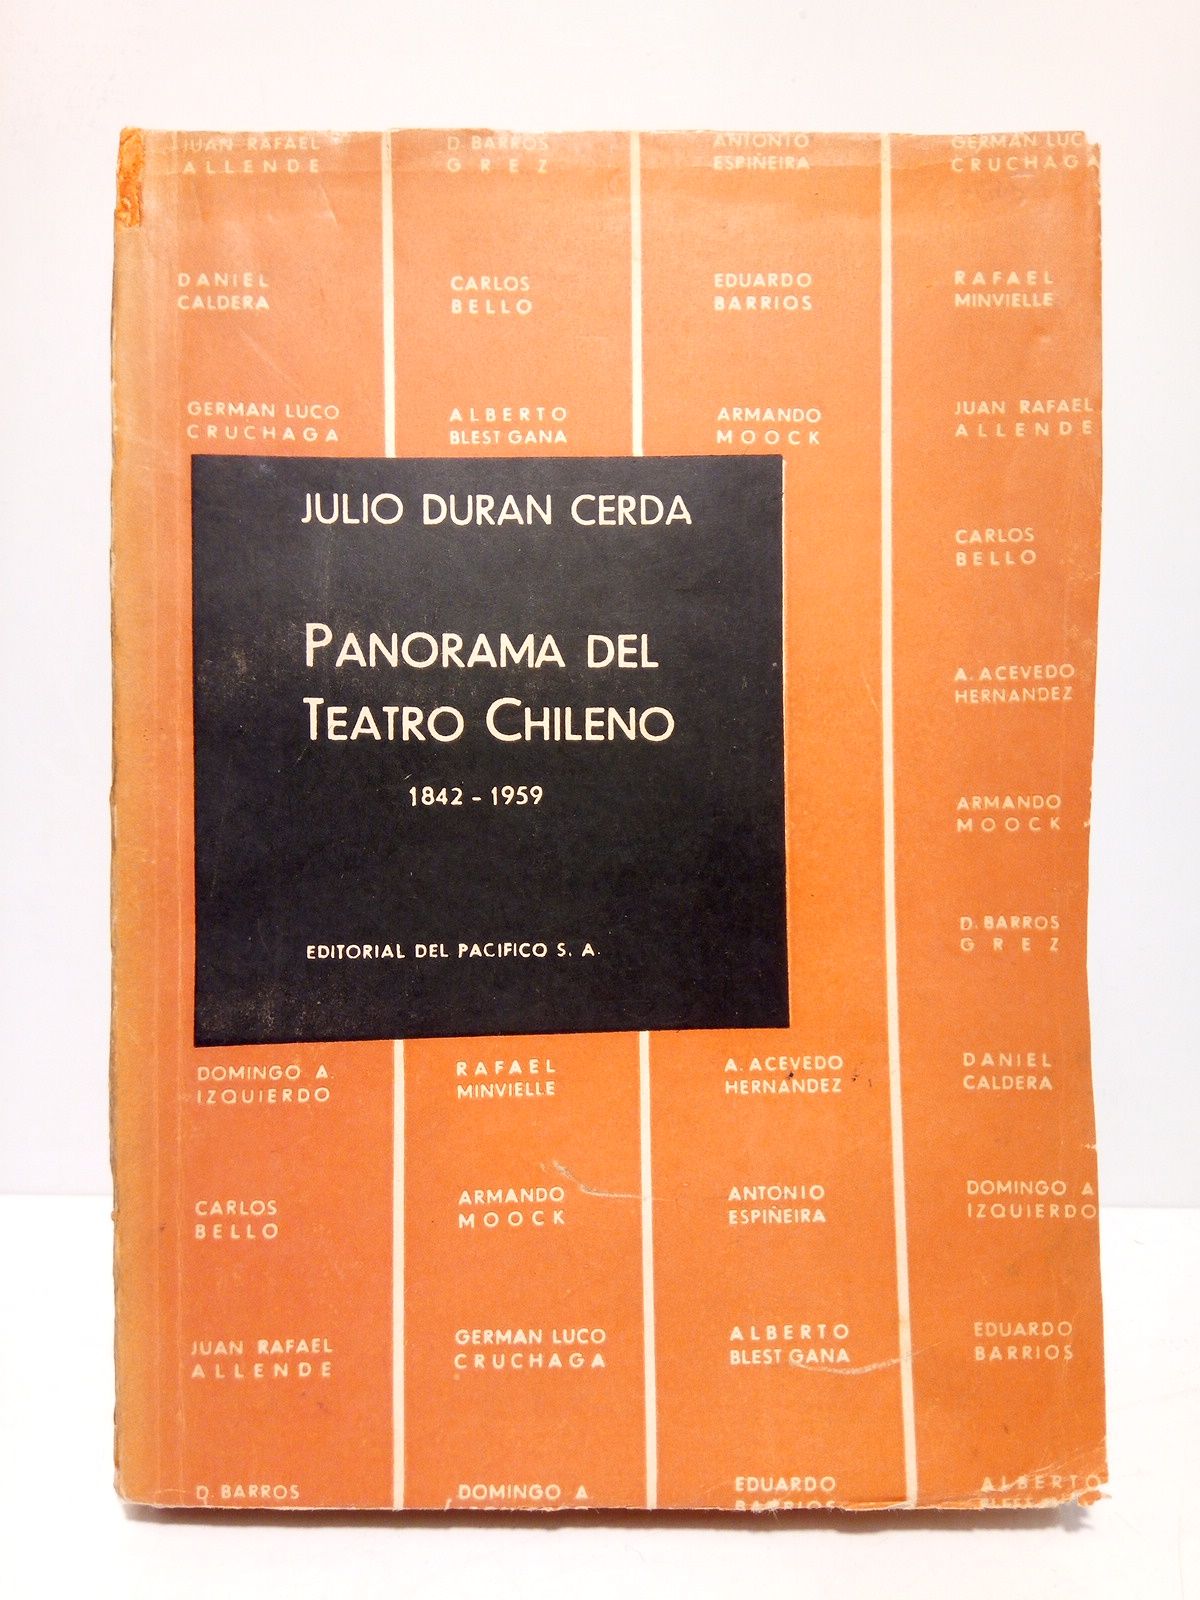 JUAN RAFAEL
ALLENDE
D. BARROS
GREZ
ANTONIO
ESPIÑEIRA
GERMAN LUC
CRUCHAGA
DANIEL
CALDERA
CARLOS
BELLO
EDUARDO
BARRIOS
RAFAEL
MINVIELLE
GERMAN LUCO
CRUCHAGA
ALBERTO
BLEST GANA
ARMANDO
MOOCK
JUAN RAFAEL
ALLENDE
JULIO DURAN CERDA
PANORAMA DEL
TEATRO CHILENO
1842 - 1959
EDITORIAL DEL PACIFICO S. A.
CARLOS
BELLO
A. ACEVEDO
HERNANDEZ
ARMANDO
MOOCK
D. BARROS
GREZ
DOMINGO A.
IZQUIERDO
RAFAEL
MINVIELLE
A. ACEVEDO
HERNANDEZ
DANIEL
CALDERA
CARLOS
BELLO
ARMANDO
MOOCK
ANTONIO
ESPIÑEIRA
DOMINGO A
IZQUIERDO
JUAN RAFAEL
ALLENDE
GERMAN LUCO
CRUCHAGA
ALBERTO
BLEST GANA
EDUARDO
BARRIOS
D. BARROS
DOMINGO A
EDUARDO
BARRIOS
ALBERTO